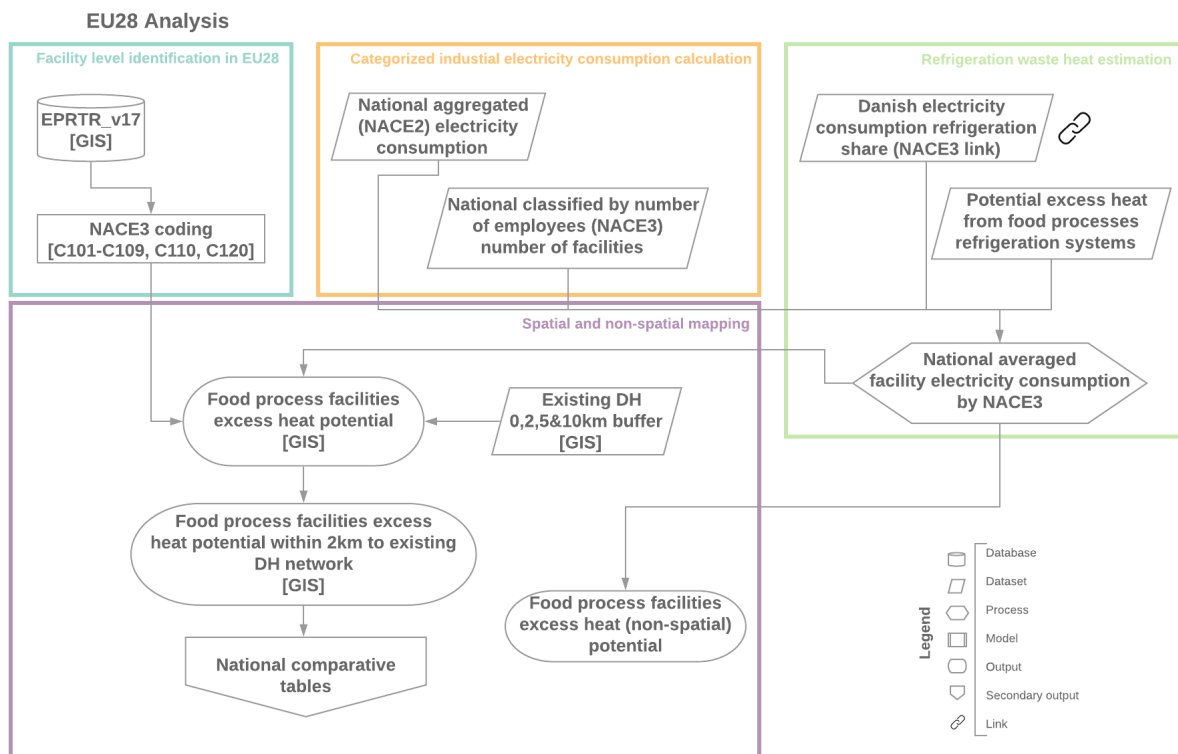 EU28 Analysis
Facility level identification in EU28
EPRTR_v17
[GIS]
NACE3 coding
[C101-C109, C110, C120]
Categorized industial electricity consumption calculation
National aggregated
(NACE2) electricity
consumption
National classified by number
of employees (NACE3)
number of facilities
Refrigeration waste heat estimation
Danish electricity
consumption refrigeration
share (NACE3 link)
Potential excess heat
from food processes
refrigeration systems
National averaged
facility electricity consumption
by NACE3
Spatial and non-spatial mapping
Food process facilities
excess heat potential
[GIS]
Existing DH
0,2,5&10km buffer
[GIS]
Food process facilities excess
heat potential within 2km to existing
DH network
[GIS]
Food process facilities
excess heat (non-spatial)
potential
National comparative
tables
Legend
Database
Dataset
Process
Model
Output
Secondary output
Link